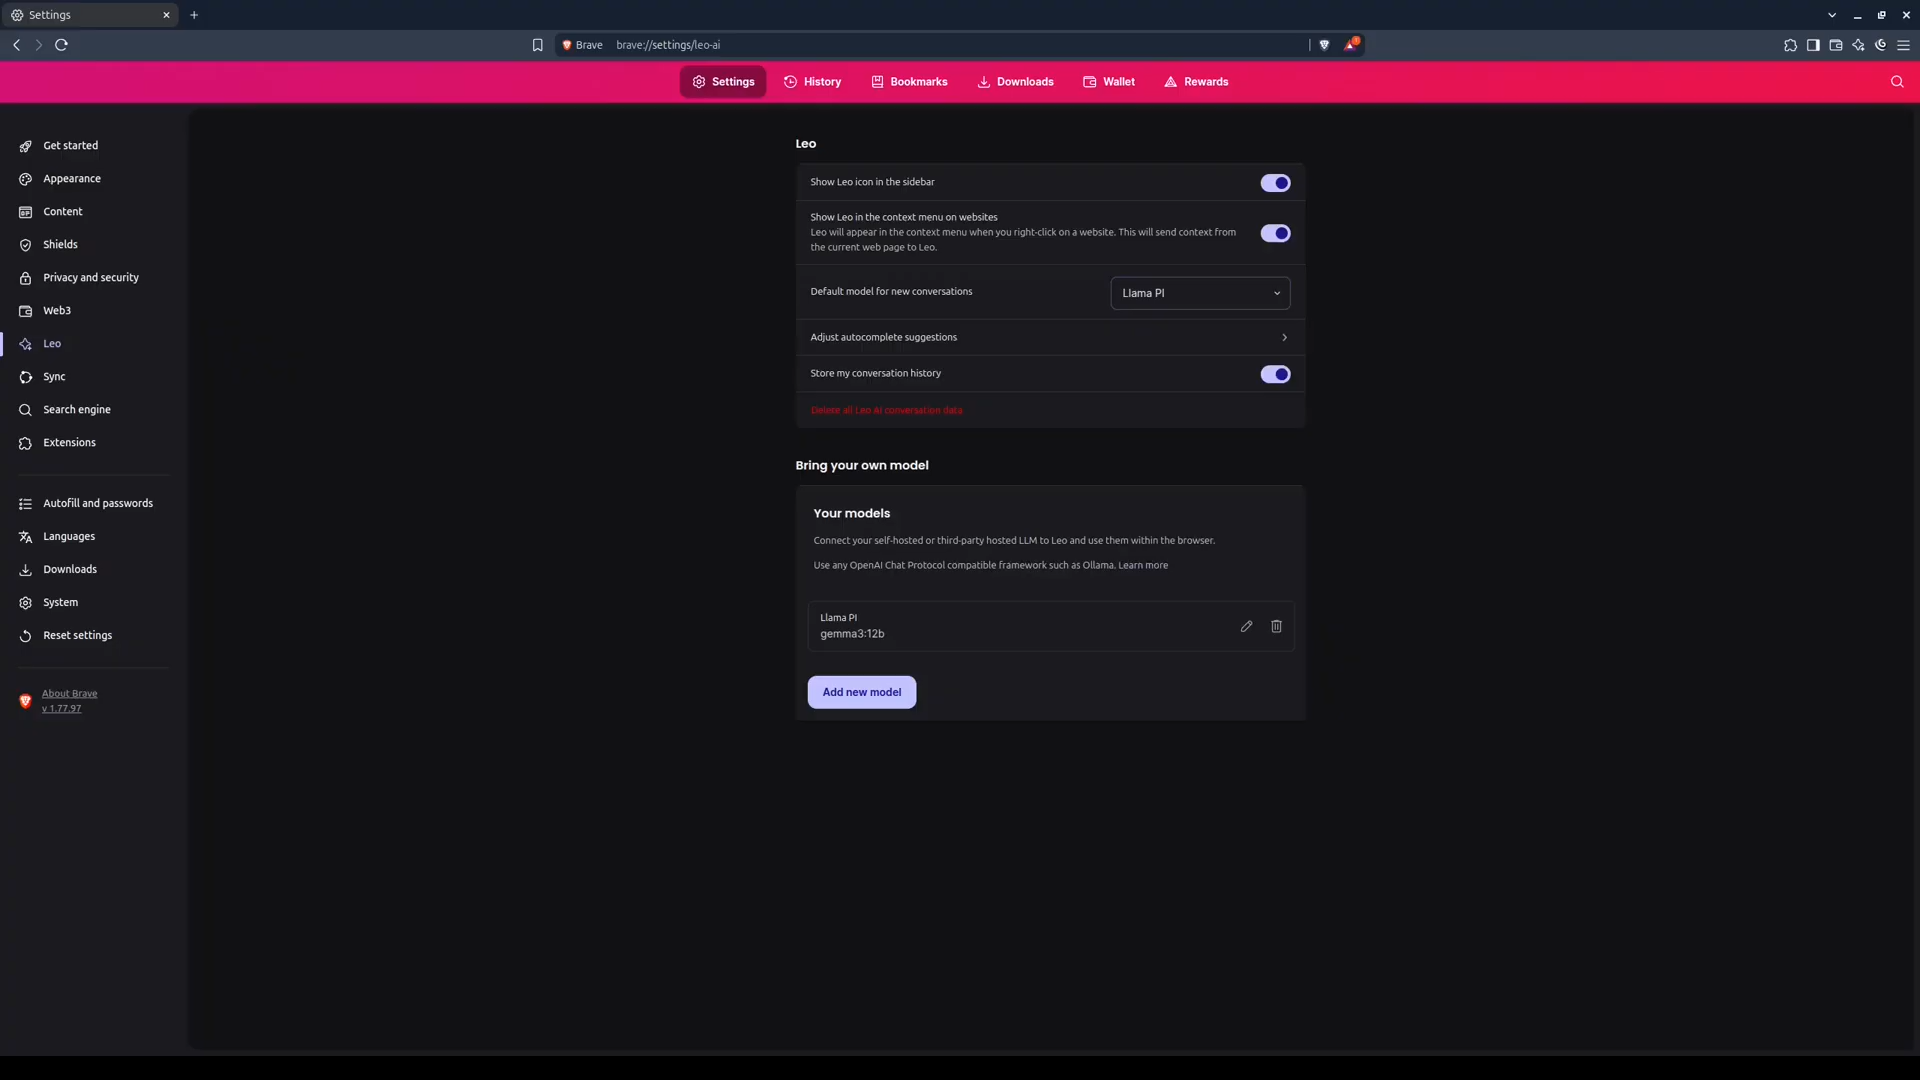 Settings
Brave
brave://settings/leo-ai
Settings
History
Bookmarks
Downloads
Wallet
Rewards
Get started
Appearance
Content
Shields
Privacy and security
Web3
Leo
Sync
Search engine
Extensions
Autofill and passwords
Languages
Downloads
System
Reset settings
About Brave
v 1.77.97
Leo
Show Leo icon in the sidebar
Show Leo in the context menu on websites
Leo will appear in the context menu when you right-click on a website. This will send context from
the current web page to Leo.
Default model for new conversations
Llama PI
Adjust autocomplete suggestions
Store my conversation history
Delete all Leo AI conversation data
Bring your own model
Your models
Connect your self-hosted or third-party hosted LLM to Leo and use them within the browser.
Use any OpenAI Chat Protocol compatible framework such as Ollama. Learn more
Llama PI
gemma3:12b
Add new model